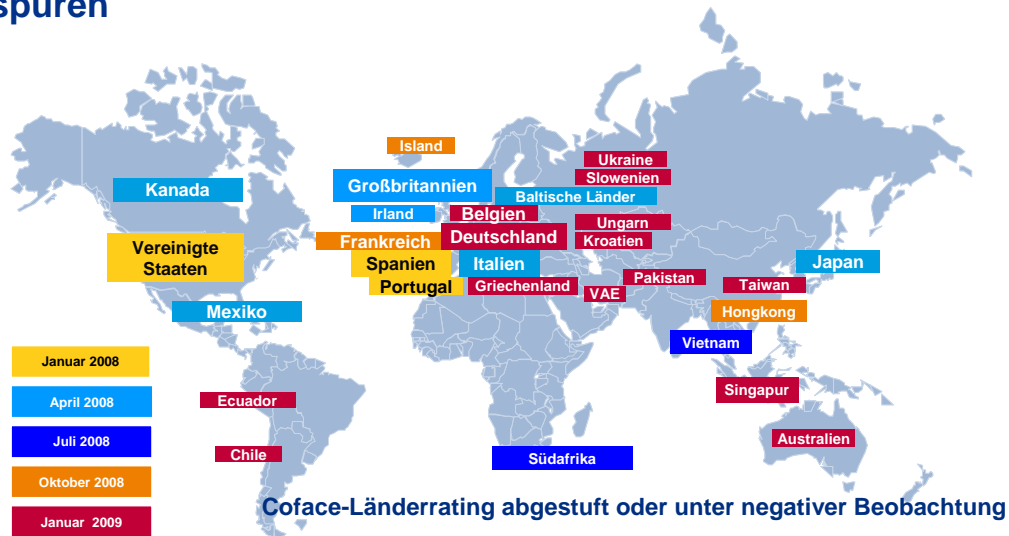 spüren
Island
Ukraine
Slowenien
Kanada
Großbritannien
Baltische Länder
Irland
Belgien
Ungarn
Frankreich
Deutschland
Kroatien
Vereinigte
Staaten
Spanien
Italien
Japan
Portugal
Griechenland
VAE
Pakistan
Taiwan
Mexiko
Hongkong
Vietnam
Januar 2008
Singapur
April 2008
Ecuador
Juli 2008
Australien
Chile
Südafrika
Oktober 2008
Coface-Länderrating abgestuft oder unter negativer Beobachtung
Januar 2009